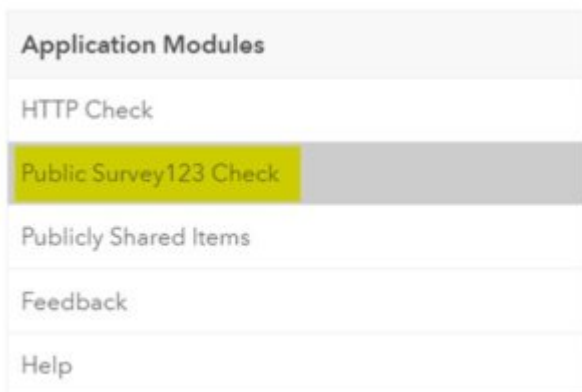 Application Modules
HTTP Check
Public Survey123 Check
Publicly Shared Items
Feedback
Help